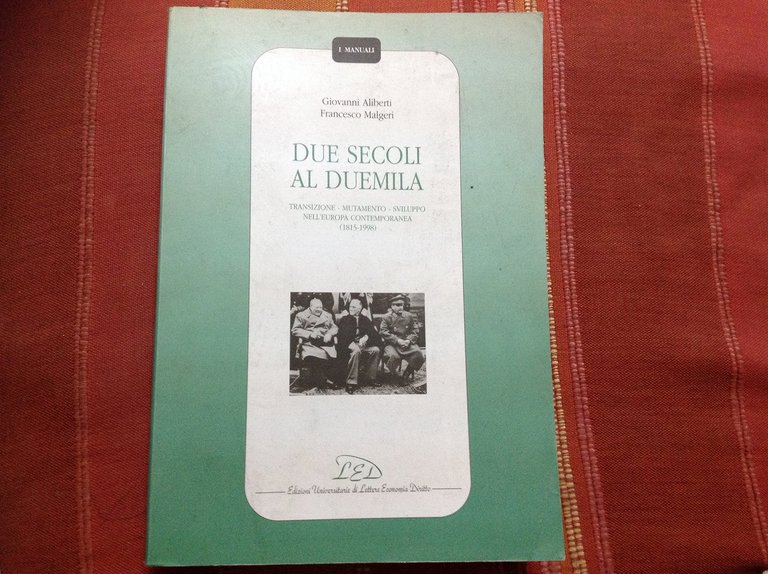 I MANUALI
Giovanni Aliberti
Francesco Malgeri
DUE SECOLI
AL DUEMILA
TRANSIZIONE - MUTAMENTO - SVILUPPO
NELL'EUROPA CONTEMPORANEA
(1815-1998)
LED
Edizioni Universitarie di Lettere Economia Diritto